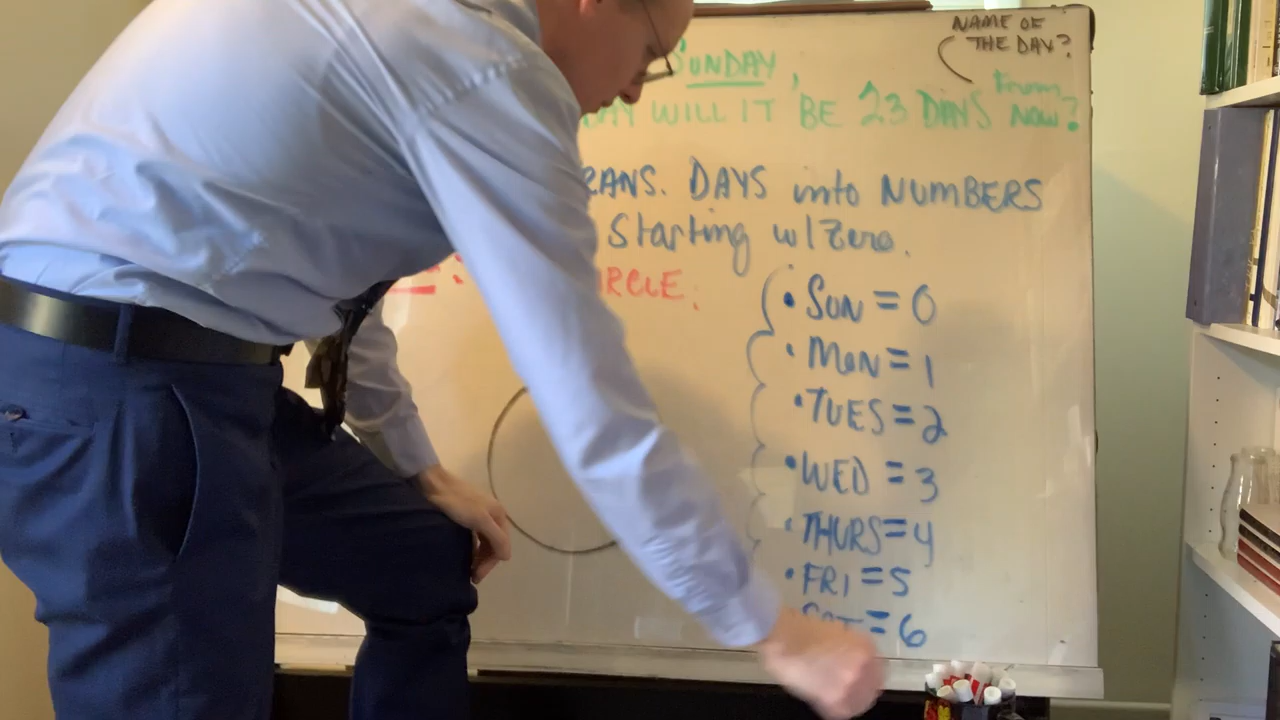 NAME OF
THE DAY?
SUNDAY,
WILL IT BE 23 DAYS From Now?
DAYS into NUMBERS
Starting w/Zero.
• SUN = 0
• MON = 1
• TUES = 2
• WED = 3
• THURS = 4
• FRI = 5
= 6